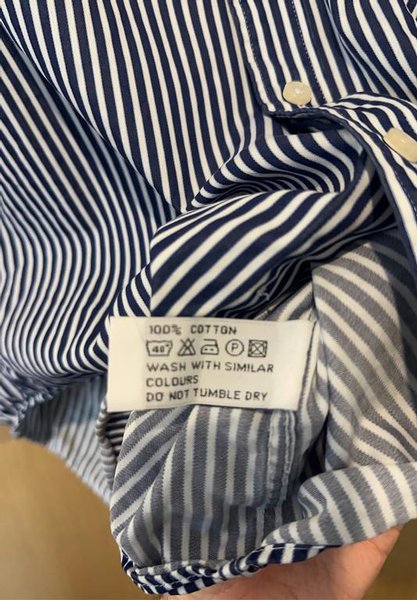 100% COTTON
40 P
WASH WITH SIMILAR
COLOURS
DO NOT TUMBLE DRY